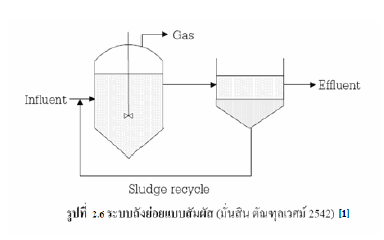 Gas
Influent
Effluent
Sludge recycle
รูปที่ 2.6 ระบบถังย่อยแบบสัมผัส (มั่นสิน ตัณฑุลเวศม์ 2542) [1]